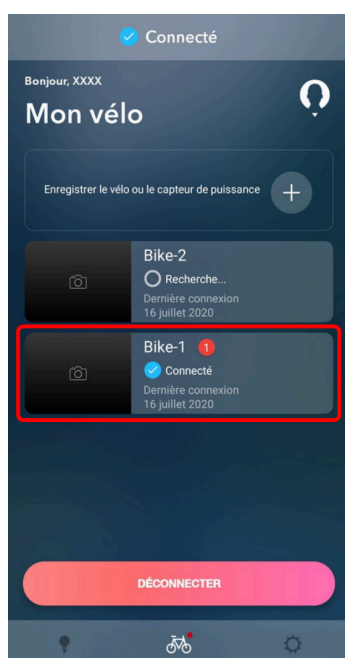 Connecté
Bonjour, XXXX
Mon vélo
Enregistrer le vélo ou le capteur de puissance
Bike-2
Recherche...
Dernière connexion
16 juillet 2020
Bike-1 1
Connecté
Dernière connexion
16 juillet 2020
DÉCONNECTER